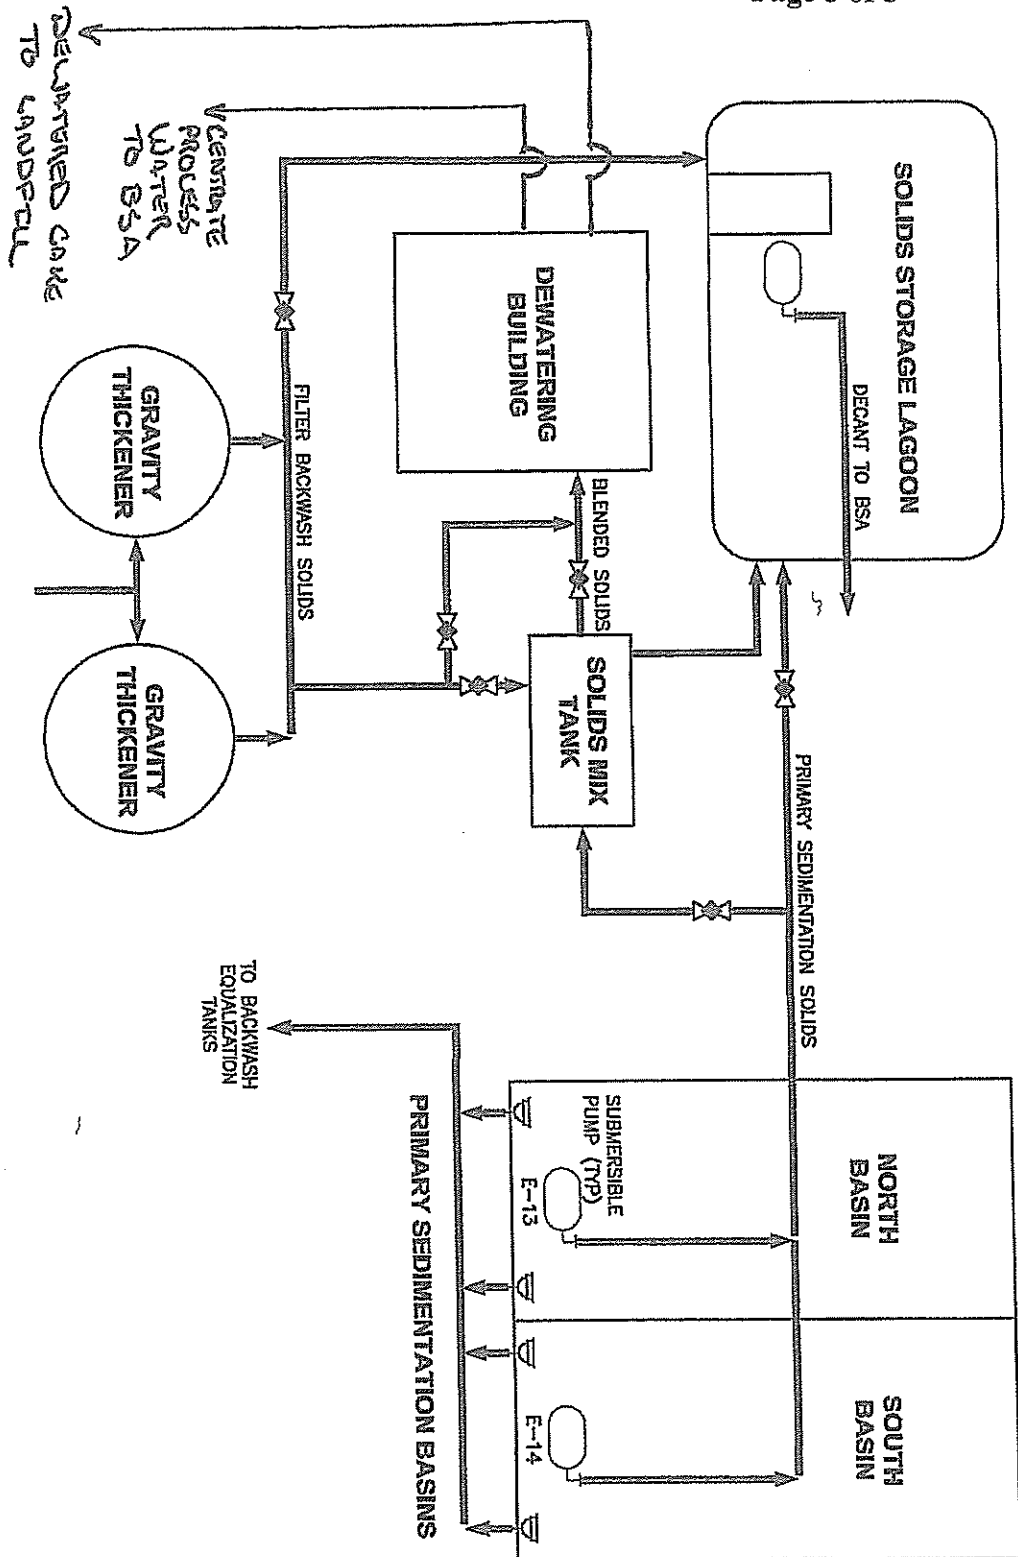 SOLIDS STORAGE LAGOON
DECANT TO BSA
DEWATERING
BUILDING
BLENDED SOLIDS
SOLIDS MIX
TANK
PRIMARY SEDIMENTATION SOLIDS
NORTH
BASIN
SOUTH
BASIN
SUBMERSIBLE
PUMP (TYP)
E-13
E-14
PRIMARY SEDIMENTATION BASINS
TO BACKWASH
EQUALIZATION
TANKS
FILTER BACKWASH SOLIDS
GRAVITY
THICKENER
GRAVITY
THICKENER
CENTRATE
PROCESS
WATER
TO BSA
DEWATERED CAKE
TO LANDFILL